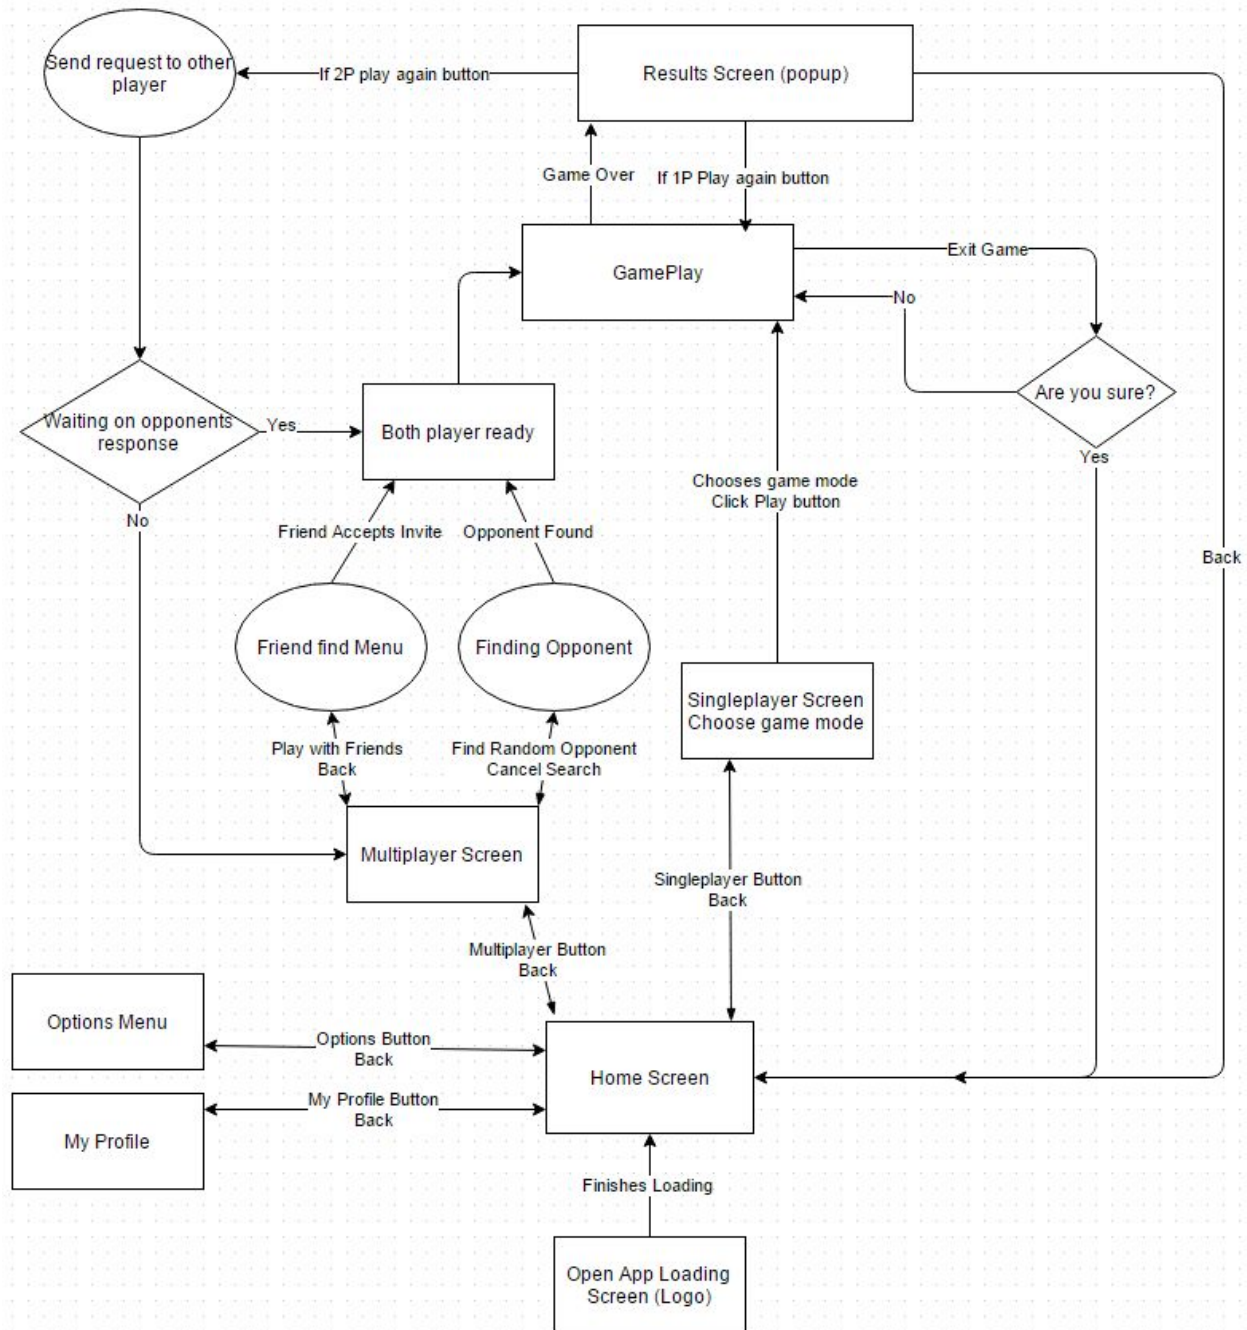 Send request to other
player
If 2P play again button
Results Screen (popup)
Game Over
If 1P Play again button
GamePlay
Exit Game
No
Are you sure?
Yes
Waiting on opponents
response
Yes
Both player ready
No
Chooses game mode
Click Play button
Friend Accepts Invite
Opponent Found
Back
Friend find Menu
Finding Opponent
Singleplayer Screen
Choose game mode
Play with Friends
Back
Find Random Opponent
Cancel Search
Multiplayer Screen
Singleplayer Button
Back
Multiplayer Button
Back
Options Menu
Options Button
Back
Home Screen
My Profile Button
Back
My Profile
Finishes Loading
Open App Loading
Screen (Logo)